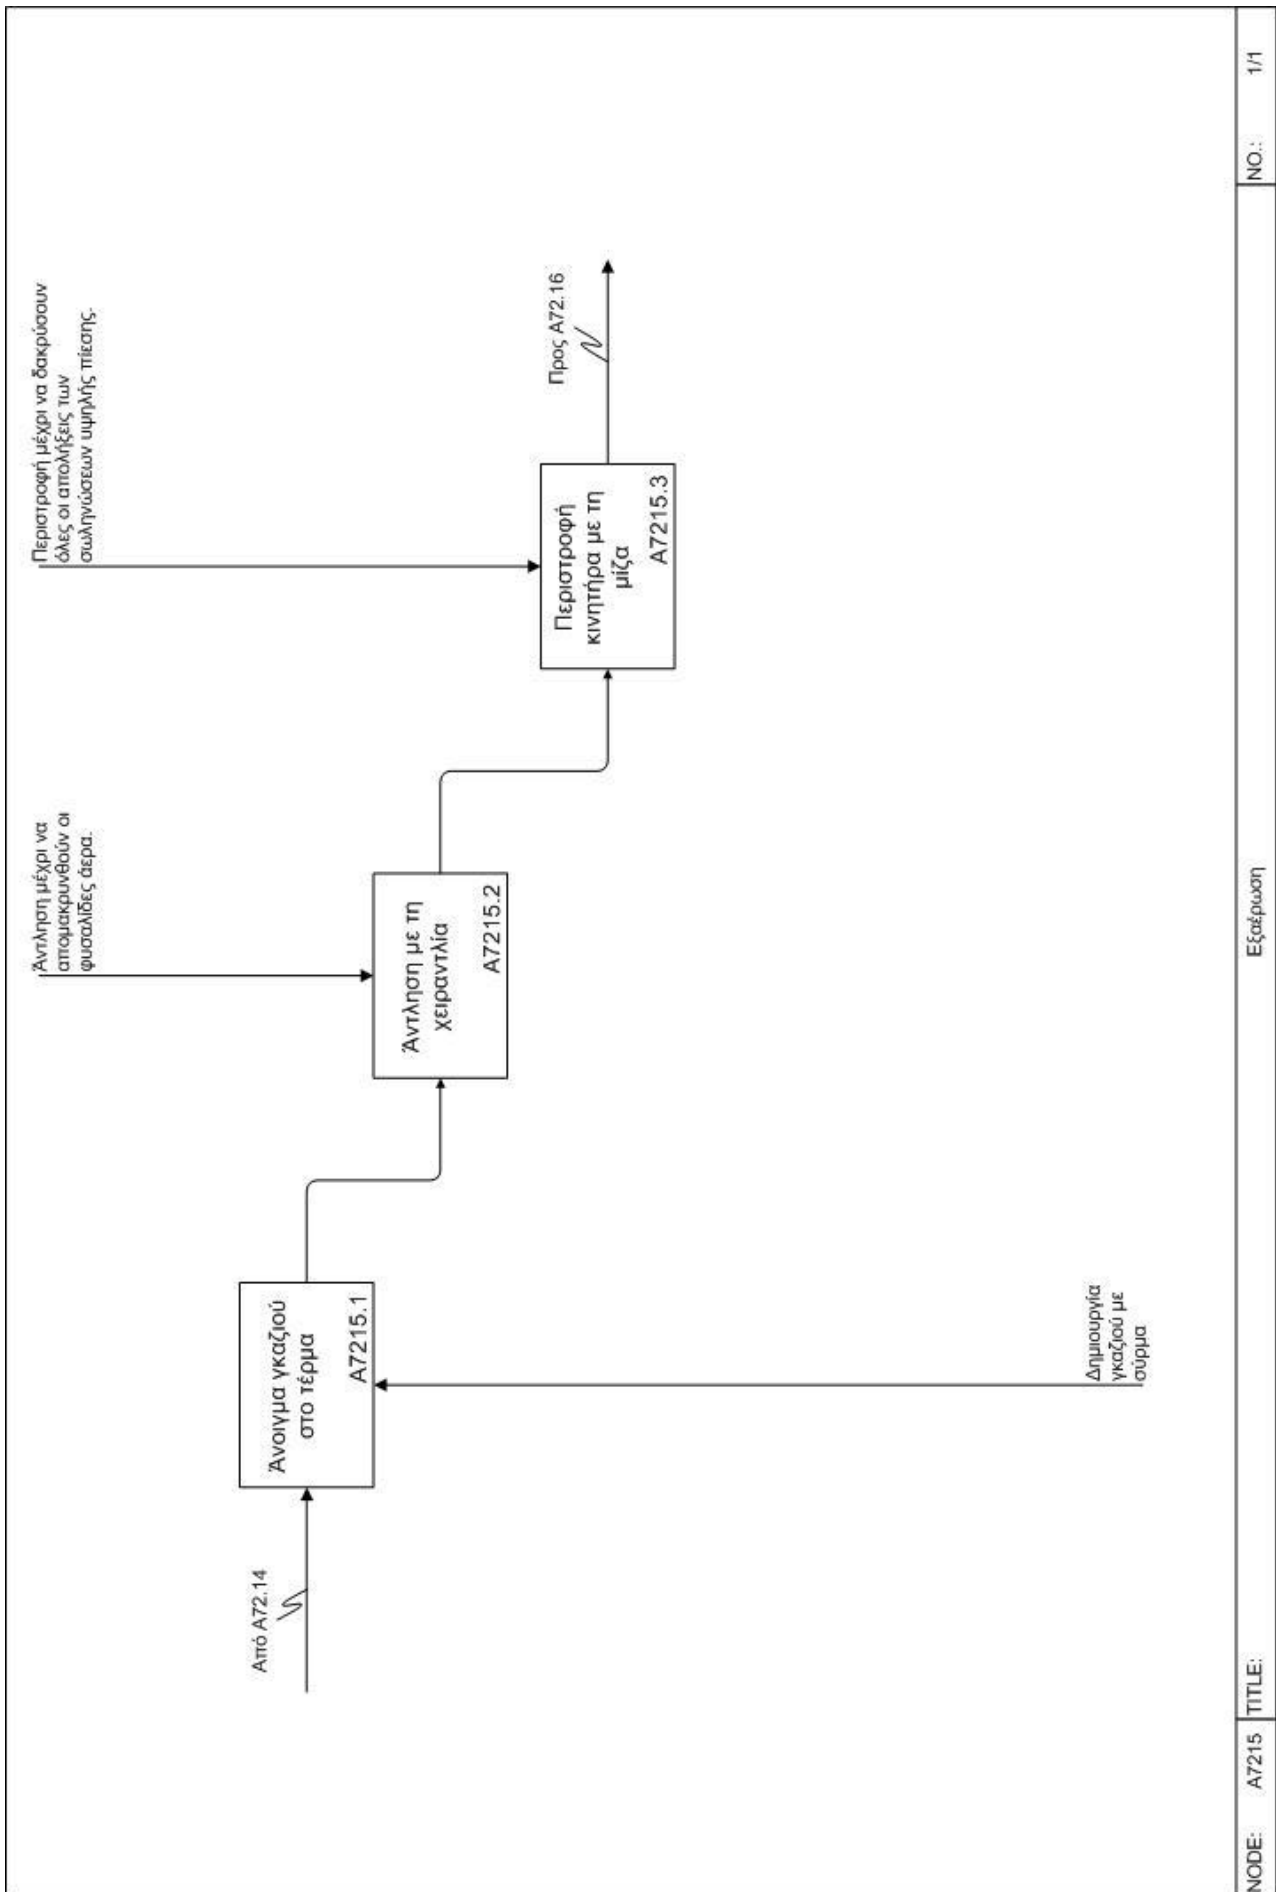 Περιστροφή μέχρι να δακρύσουν
όλες οι απολήξεις των
σωληνώσεων υψηλής πίεσης.
Άντληση μέχρι να
απομακρυνθούν οι
φυσαλίδες άερα.
Από A72.14
Άνοιγμα γκαζιού
στο τέρμα
A7215.1
Άντληση με τη
χειραντλία
A7215.2
Περιστροφή
κινητήρα με τη
μίζα
A7215.3
Προς A72.16
Δημιουργία
γκαζιού με
σύρμα
NODE: A7215 TITLE: Εξαέρωση NO.: 1/1